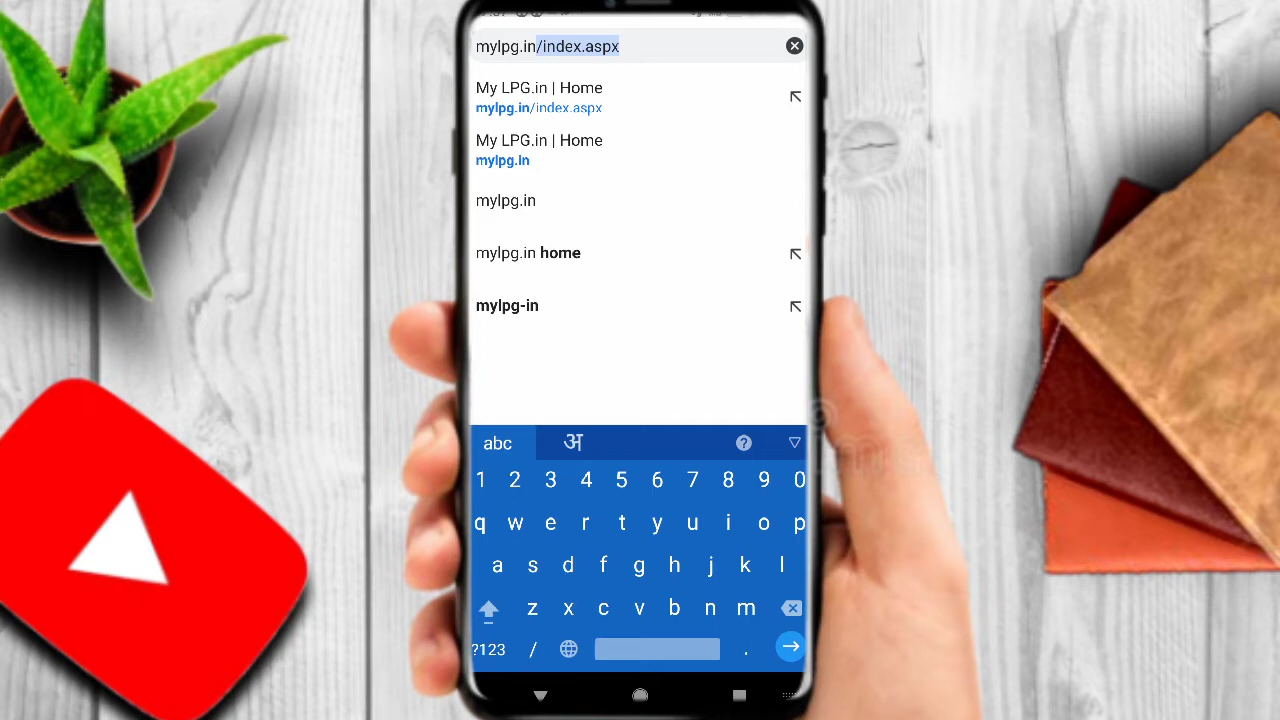 mylpg.in/index.aspx
My LPG.in | Home
mylpg.in/index.aspx
My LPG.in | Home
mylpg.in
mylpg.in
mylpg.in home
mylpg-in
abc अ ?
1 2 3 4 5 6 7 8 9 0
q w e r t y u i o p
a s d f g h j k l
z x c v b n m
?123 / .